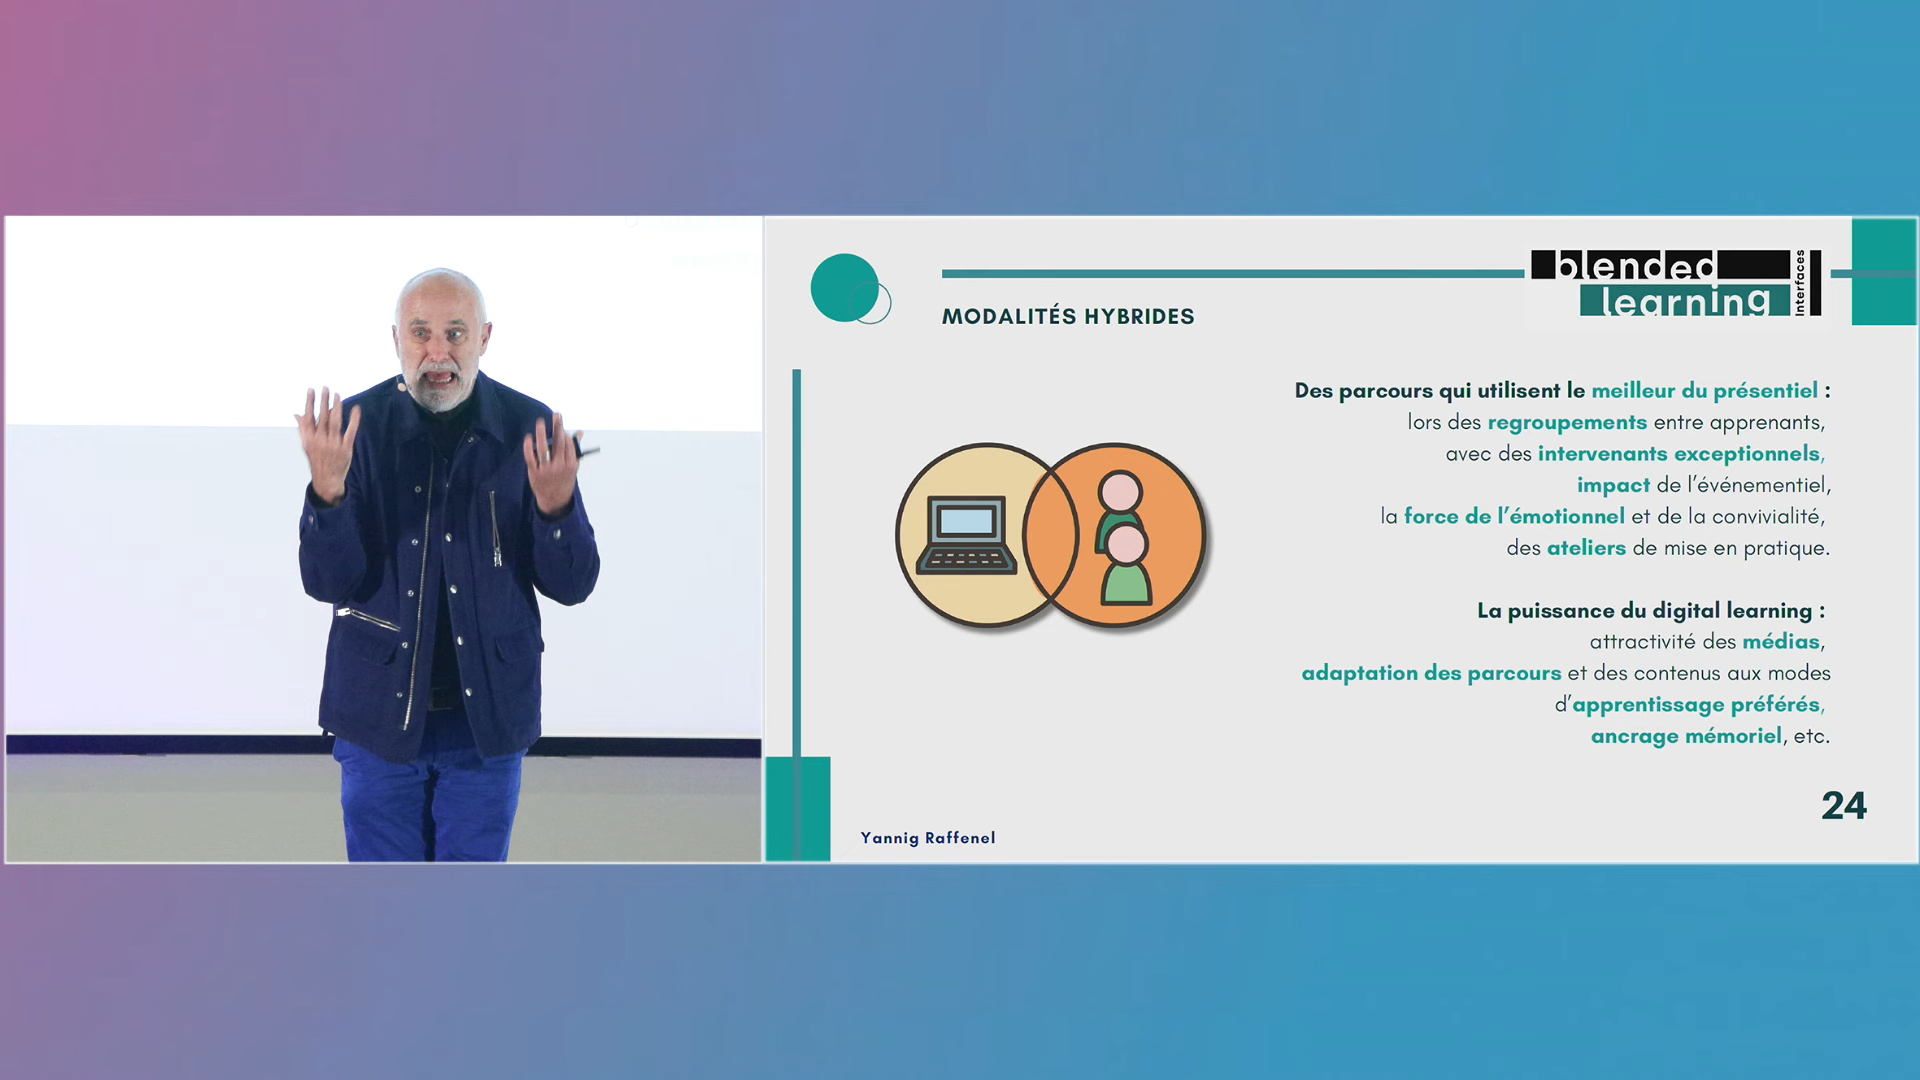 blended
learning
Interfaces
MODALITÉS HYBRIDES
Des parcours qui utilisent le meilleur du présentiel :
lors des regroupements entre apprenants,
avec des intervenants exceptionnels,
impact de l'événementiel,
la force de l'émotionnel et de la convivialité,
des ateliers de mise en pratique.
La puissance du digital learning :
attractivité des médias,
adaptation des parcours et des contenus aux modes
d'apprentissage préférés,
ancrage mémoriel, etc.
24
Yannig Raffenel